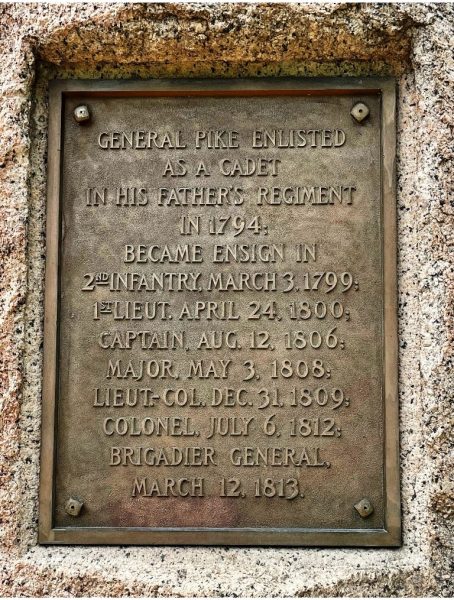 GENERAL PIKE ENLISTED
AS A CADET
IN HIS FATHER'S REGIMENT
IN 1794;
BECAME ENSIGN IN
2ND INFANTRY, MARCH 3, 1799;
1ST LIEUT. APRIL 24, 1800;
CAPTAIN, AUG. 12, 1806;
MAJOR, MAY 3, 1808;
LIEUT.-COL. DEC. 31, 1809;
COLONEL, JULY 6, 1812;
BRIGADIER GENERAL,
MARCH 12, 1813.